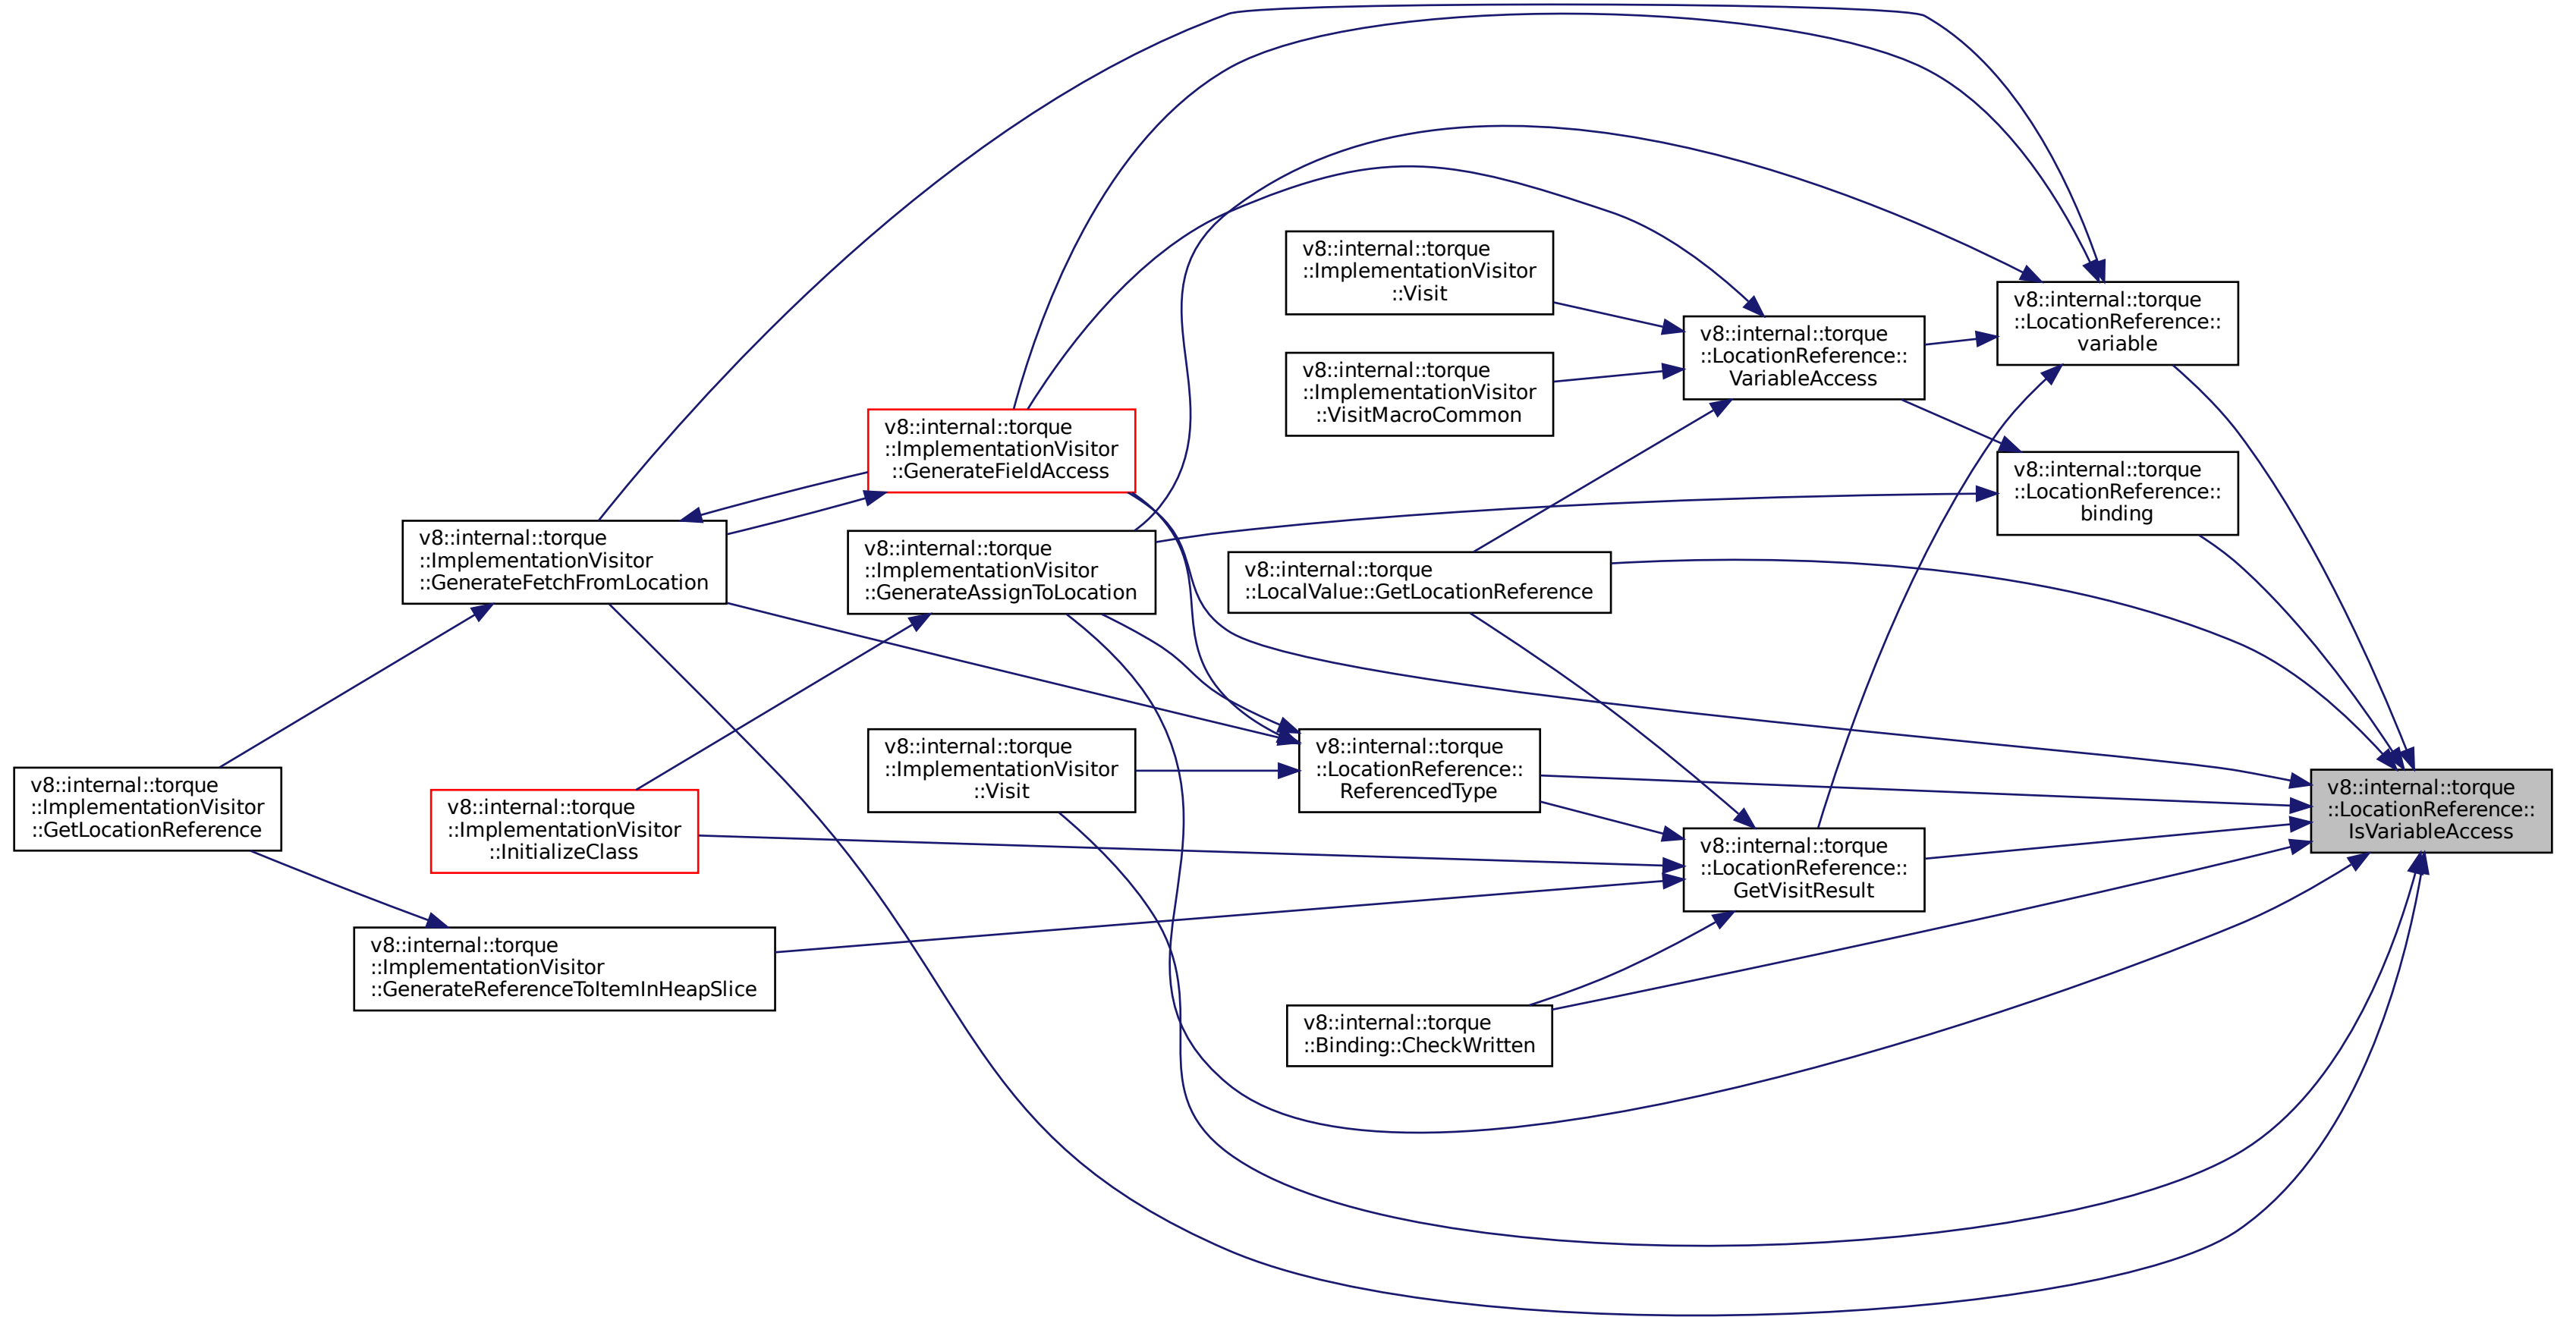 v8::internal::torque
::ImplementationVisitor
::Visit
v8::internal::torque
::LocationReference::
variable
v8::internal::torque
::LocationReference::
VariableAccess
v8::internal::torque
::ImplementationVisitor
::VisitMacroCommon
v8::internal::torque
::ImplementationVisitor
::GenerateFieldAccess
v8::internal::torque
::LocationReference::
binding
v8::internal::torque
::ImplementationVisitor
::GenerateFetchFromLocation
v8::internal::torque
::ImplementationVisitor
::GenerateAssignToLocation
v8::internal::torque
::LocalValue::GetLocationReference
v8::internal::torque
::ImplementationVisitor
::Visit
v8::internal::torque
::LocationReference::
ReferencedType
v8::internal::torque
::ImplementationVisitor
::GetLocationReference
v8::internal::torque
::LocationReference::
IsVariableAccess
v8::internal::torque
::ImplementationVisitor
::InitializeClass
v8::internal::torque
::LocationReference::
GetVisitResult
v8::internal::torque
::ImplementationVisitor
::GenerateReferenceToItemInHeapSlice
v8::internal::torque
::Binding::CheckWritten